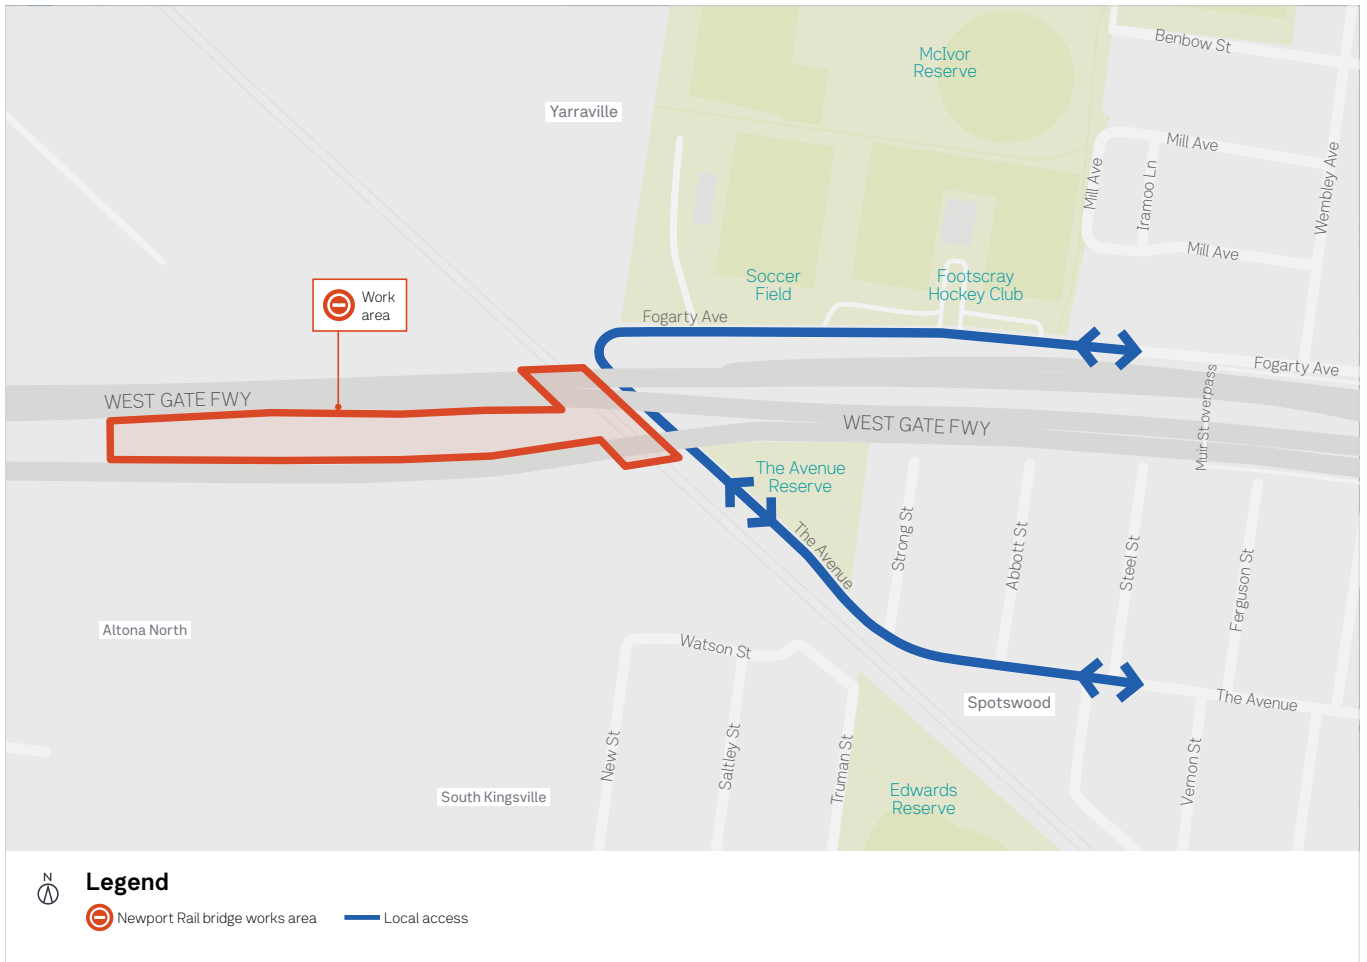 Benbow St
McIvor
Reserve
Yarraville
Mill Ave
Mill Ave
Iramoo Ln
Wembley Ave
Mill Ave
Soccer
Field
Footscray
Hockey Club
Work
area
Fogarty Ave
Fogarty Ave
WEST GATE FWY
Muir St overpass
WEST GATE FWY
The Avenue
Reserve
The Avenue
Strong St
Abbott St
Steel St
Ferguson St
Altona North
Watson St
Spotswood
The Avenue
New St
Saltley St
Truman St
Vernon St
South Kingsville
Edwards
Reserve
N
Legend
Newport Rail bridge works area
Local access